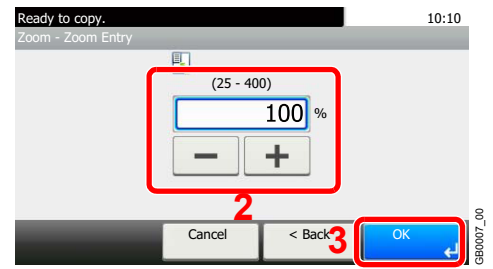 Ready to copy. 10:10
Zoom - Zoom Entry
(25 - 400)
100 %
− +
2
Cancel < Back 3 OK
GB0007_00